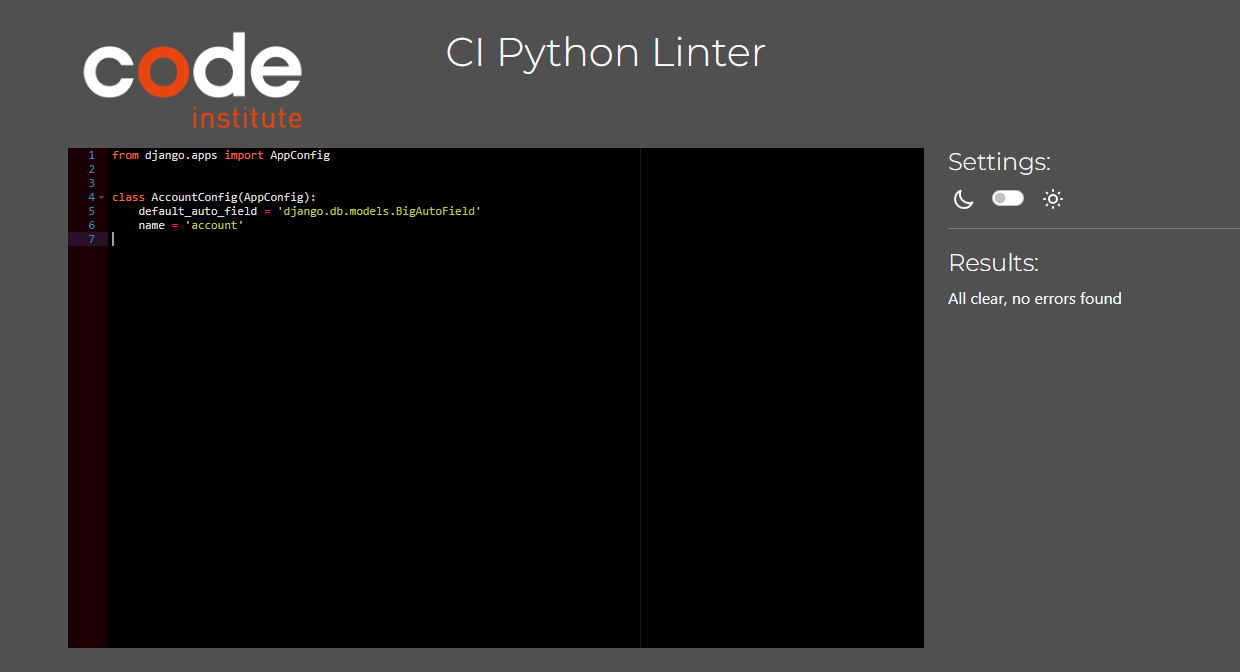 code
institute
CI Python Linter
1 from django.apps import AppConfig
2
3
4 class AccountConfig(AppConfig):
5     default_auto_field = 'django.db.models.BigAutoField'
6     name = 'account'
7
Settings:
Results:
All clear, no errors found